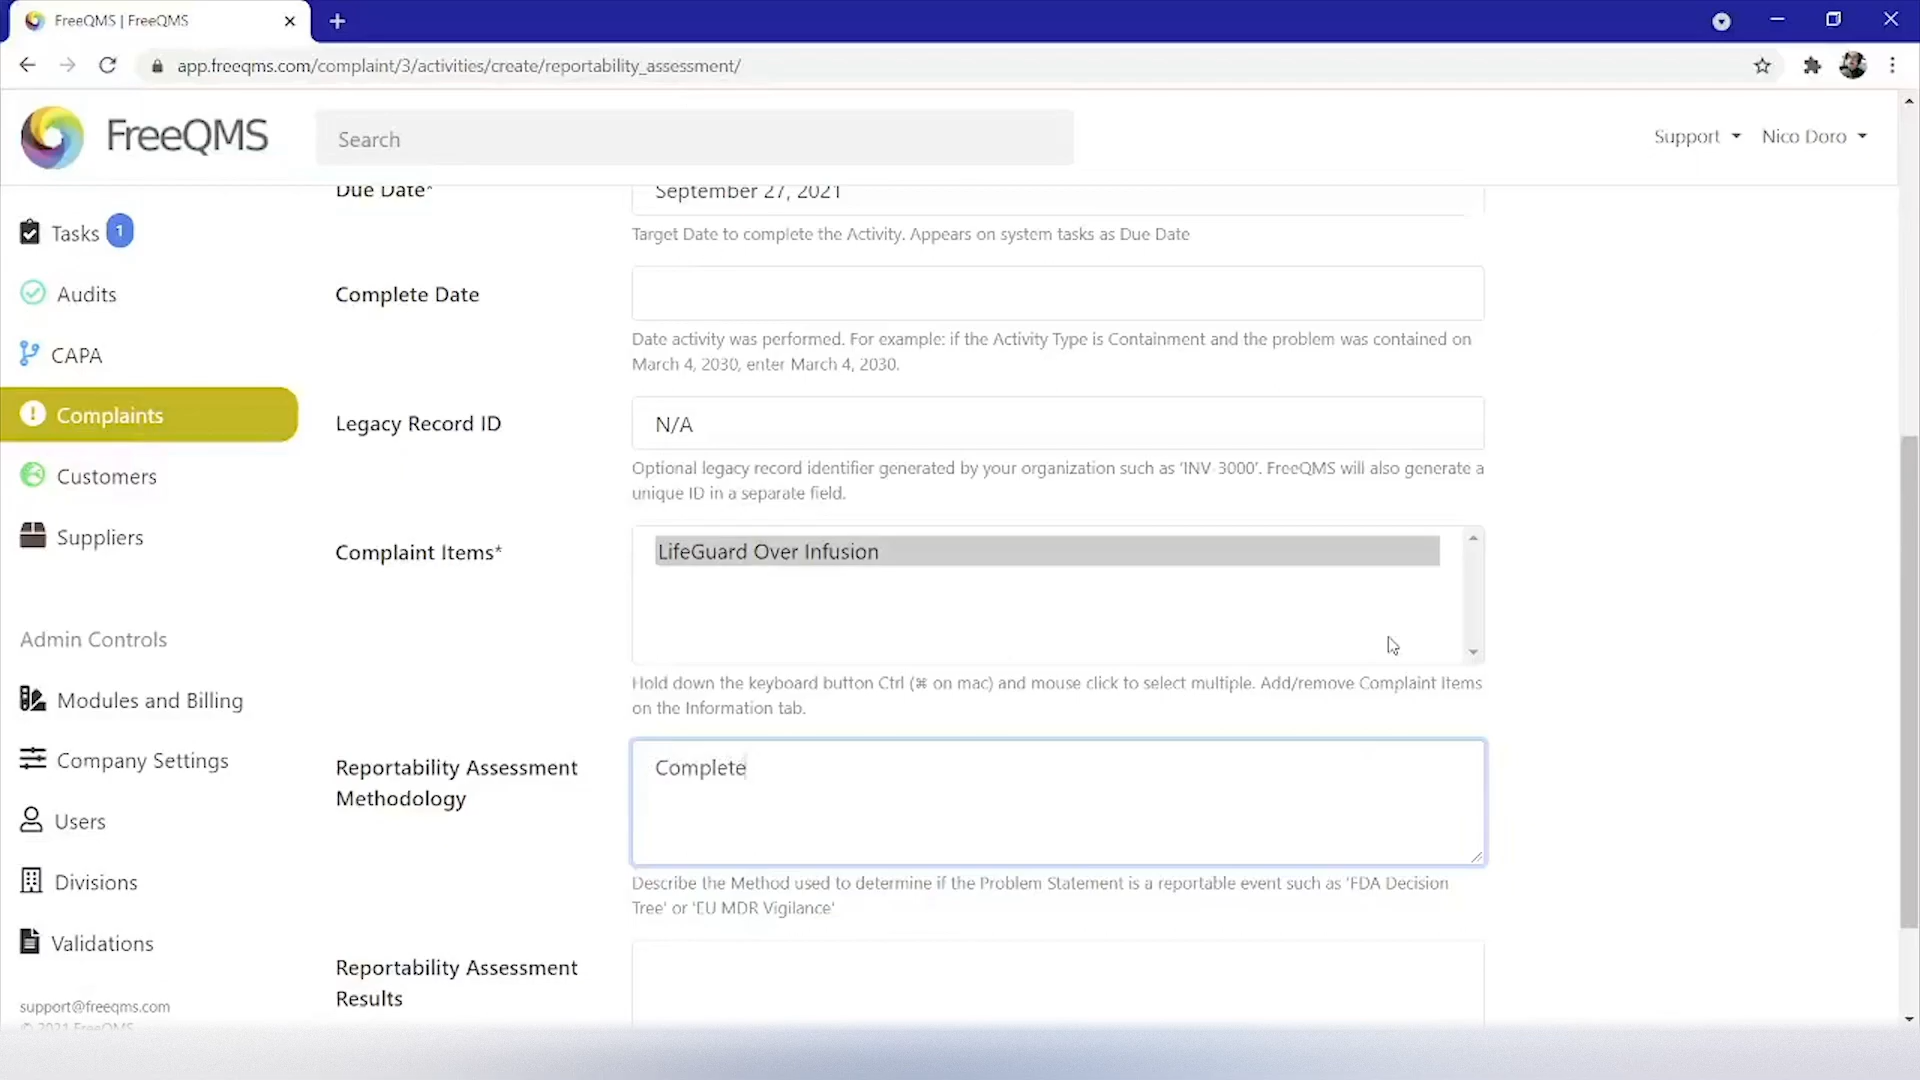 FreeQMS | FreeQMS
app.freeqms.com/complaint/3/activities/create/reportability_assessment/
FreeQMS
Search
Support
Nico Doro
Tasks 1
Audits
CAPA
Complaints
Customers
Suppliers
Admin Controls
Modules and Billing
Company Settings
Users
Divisions
Validations
support@freeqms.com
© 2021 FreeQMS
Due Date*
September 27, 2021
Target Date to complete the Activity. Appears on system tasks as Due Date
Complete Date
Date activity was performed. For example: if the Activity Type is Containment and the problem was contained on
March 4, 2030, enter March 4, 2030.
Legacy Record ID
N/A
Optional legacy record identifier generated by your organization such as 'INV-3000'. FreeQMS will also generate a
unique ID in a separate field.
Complaint Items*
LifeGuard Over Infusion
Hold down the keyboard button Ctrl (⌘ on mac) and mouse click to select multiple. Add/remove Complaint Items
on the Information tab.
Reportability Assessment
Methodology
Complete
Describe the Method used to determine if the Problem Statement is a reportable event such as 'FDA Decision
Tree' or 'EU MDR Vigilance'
Reportability Assessment
Results